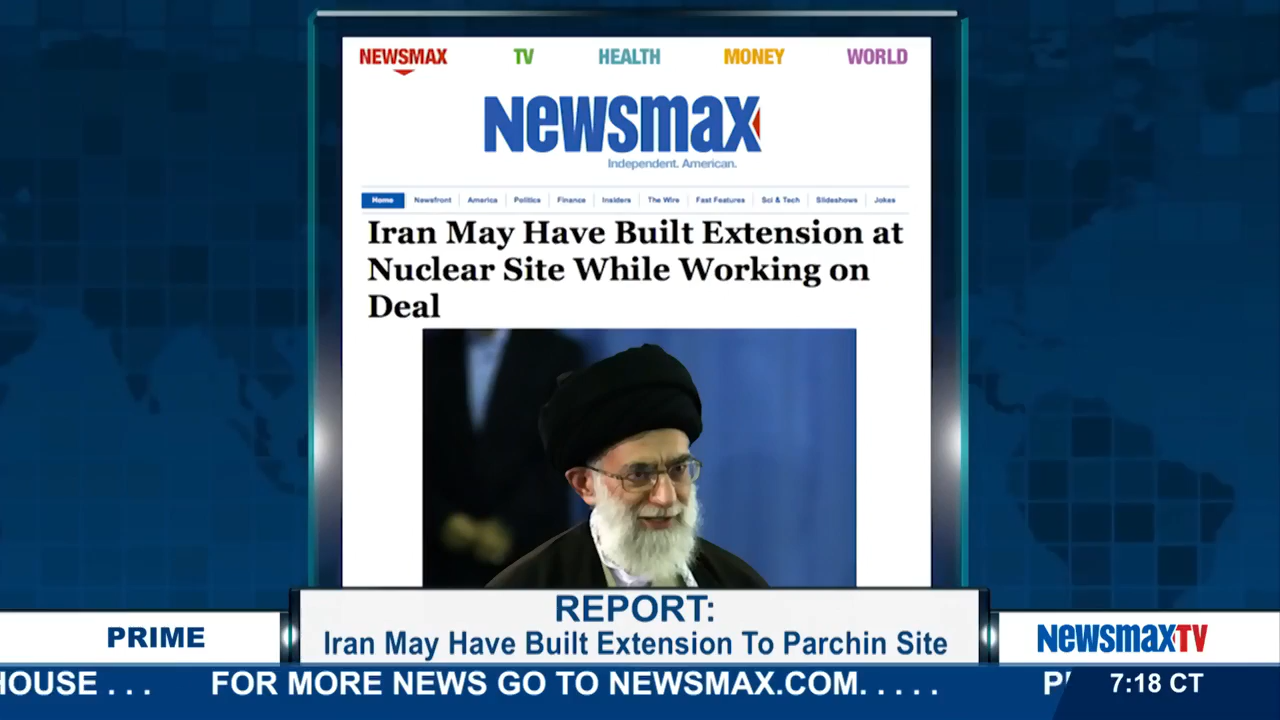 NEWSMAX TV HEALTH MONEY WORLD
Newsmax
Independent. American.
Home Newsfront America Politics Finance Insiders The Wire Fast Features Sci & Tech Slideshows Jokes
Iran May Have Built Extension at
Nuclear Site While Working on
Deal
REPORT:
Iran May Have Built Extension To Parchin Site
PRIME
NEWSMAXTV
HOUSE . . . FOR MORE NEWS GO TO NEWSMAX.COM. . . . .
7:18 CT